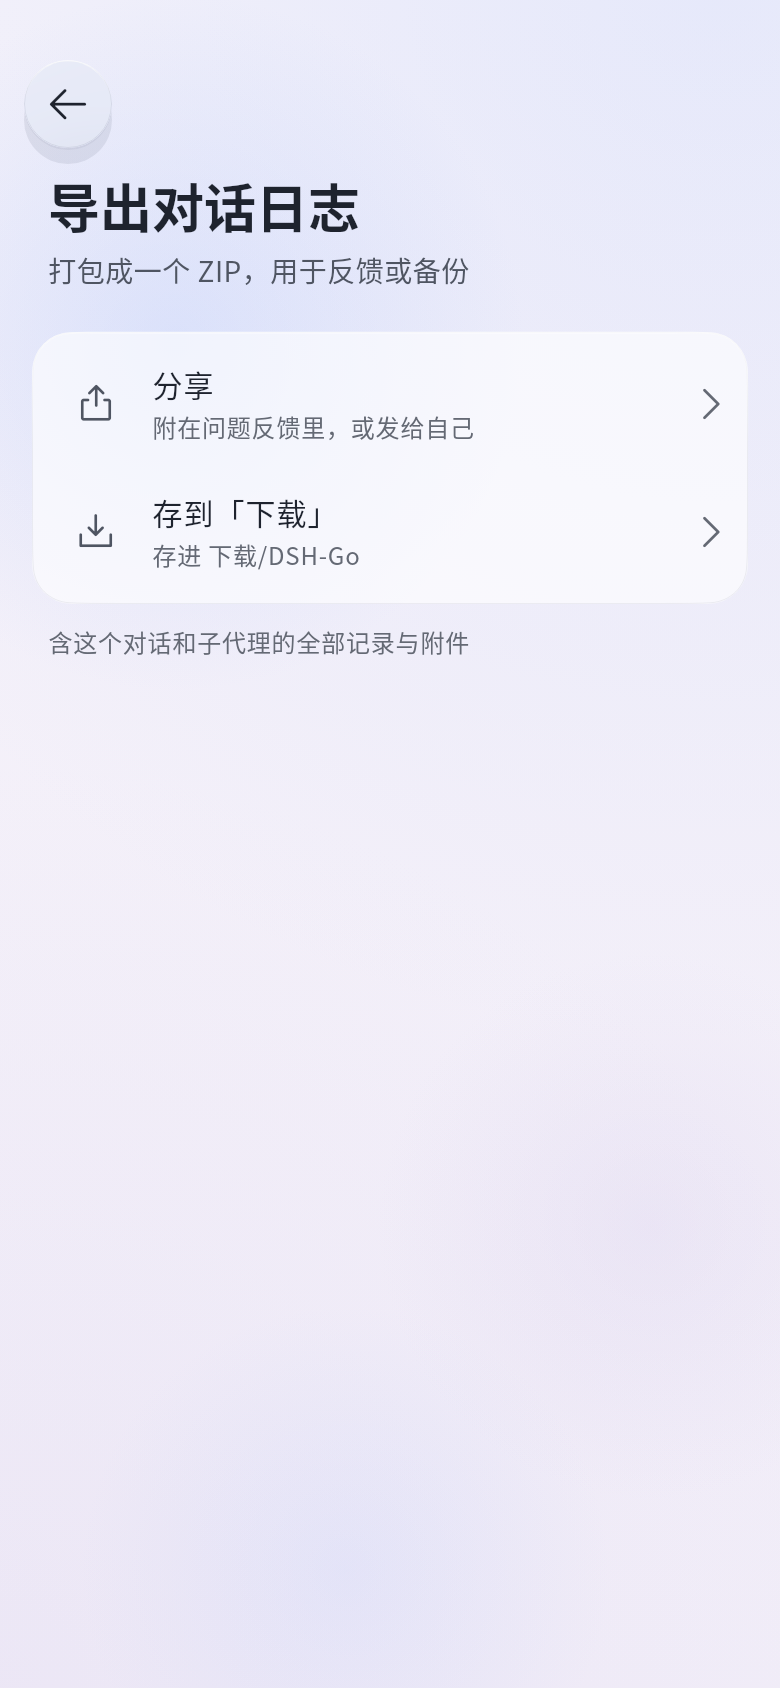 导出对话日志
打包成一个 ZIP，用于反馈或备份
分享
附在问题反馈里，或发给自己
存到「下载」
存进 下载/DSH-Go
含这个对话和子代理的全部记录与附件